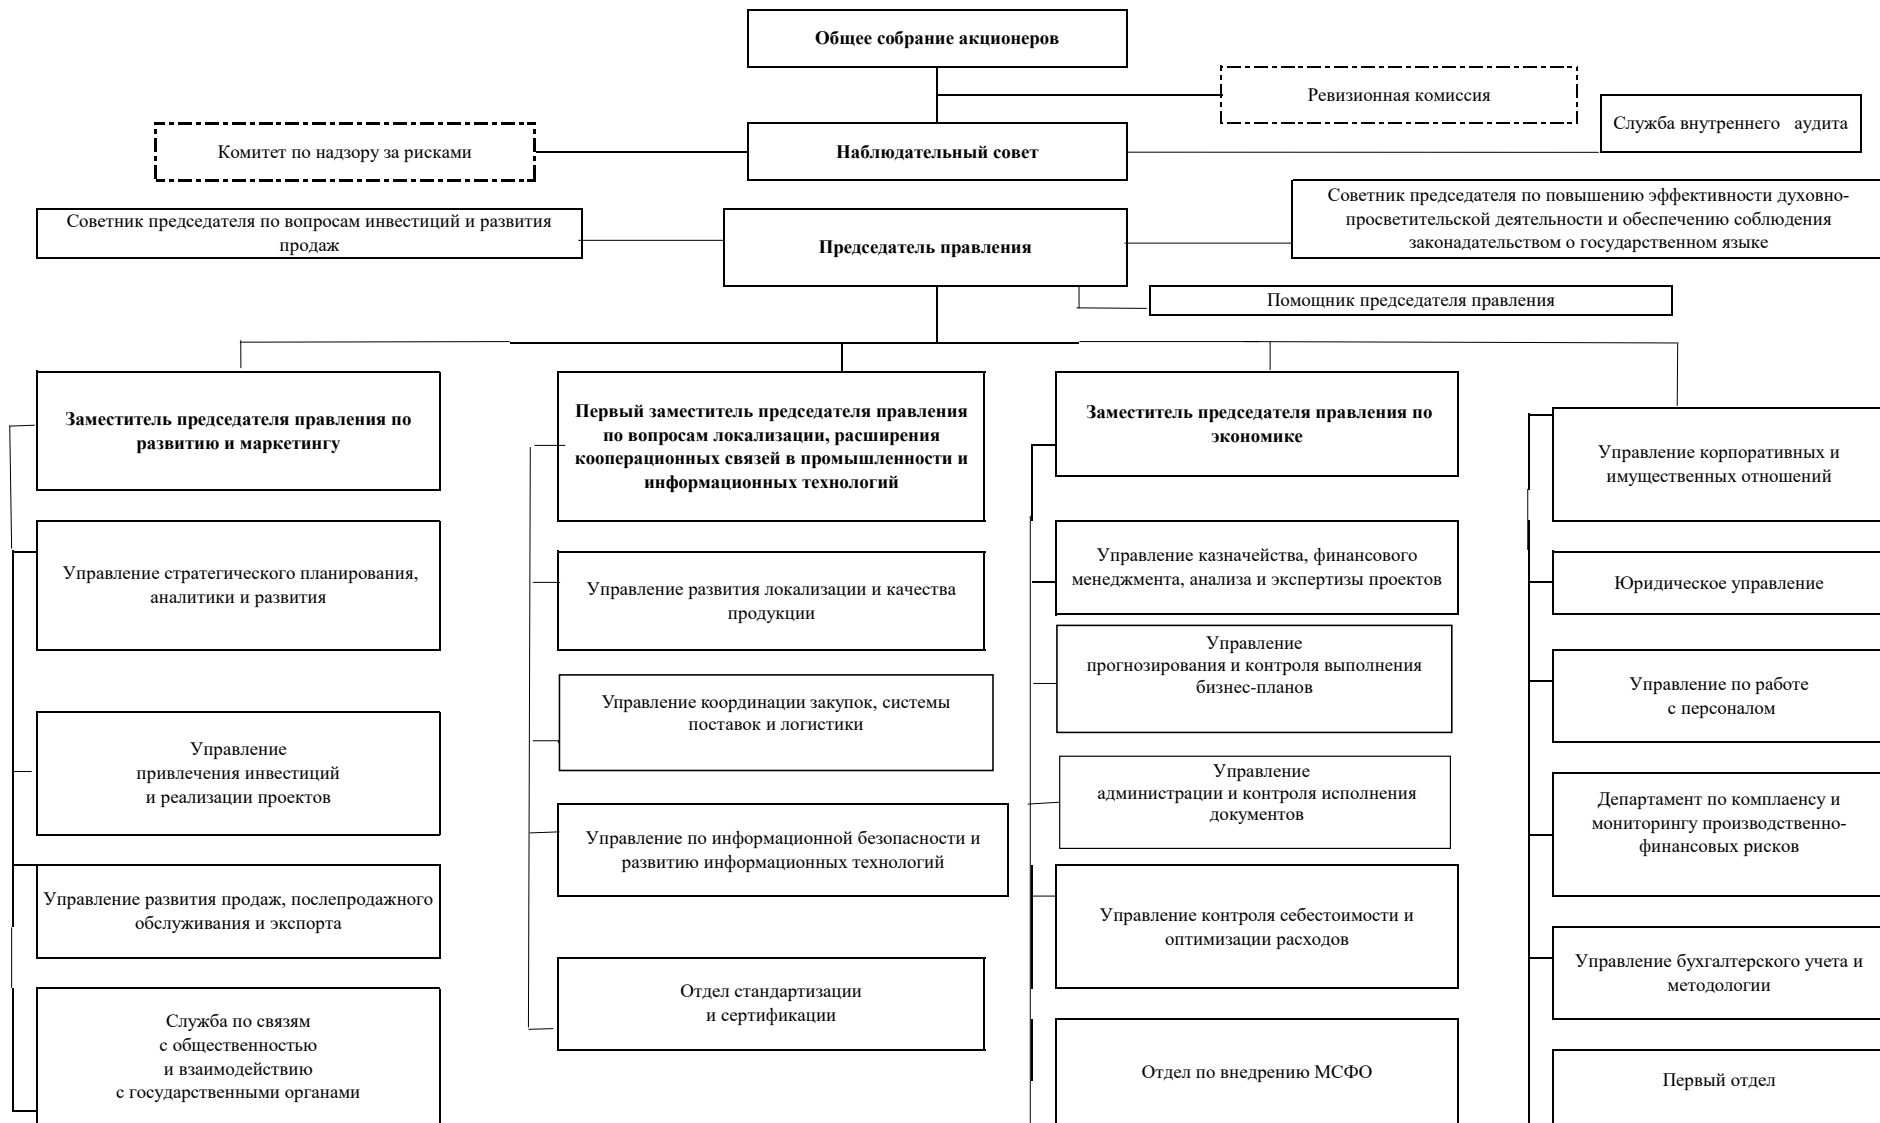 Общее собрание акционеров
Ревизионная комиссия
Служба внутреннего аудита
Комитет по надзору за рисками
Наблюдательный совет
Советник председателя по вопросам инвестиций и развития
продаж
Председатель правления
Советник председателя по повышению эффективности духовно-
просветительской деятельности и обеспечению соблюдения
законадательством о государственном языке
Помощник председателя правления
Заместитель председателя правления по
развитию и маркетингу
Управление стратегического планирования,
аналитики и развития
Управление
привлечения инвестиций
и реализации проектов
Управление развития продаж, послепродажного
обслуживания и экспорта
Служба по связям
с общественностью
и взаимодействию
с государственными органами
Первый заместитель председателя правления
по вопросам локализации, расширения
кооперационных связей в промышленности и
информационных технологий
Управление развития локализации и качества
продукции
Управление координации закупок, системы
поставок и логистики
Управление по информационной безопасности и
развитию информационных технологий
Отдел стандартизации
и сертификации
Заместитель председателя правления по
экономике
Управление казначейства, финансового
менеджмента, анализа и экспертизы проектов
Управление
прогнозирования и контроля выполнения
бизнес-планов
Управление
администрации и контроля исполнения
документов
Управление контроля себестоимости и
оптимизации расходов
Отдел по внедрению МСФО
Управление корпоративных и
имущественных отношений
Юридическое управление
Управление по работе
с персоналом
Департамент по комплаенсу и
мониторингу производственно-
финансовых рисков
Управление бухгалтерского учета и
методологии
Первый отдел